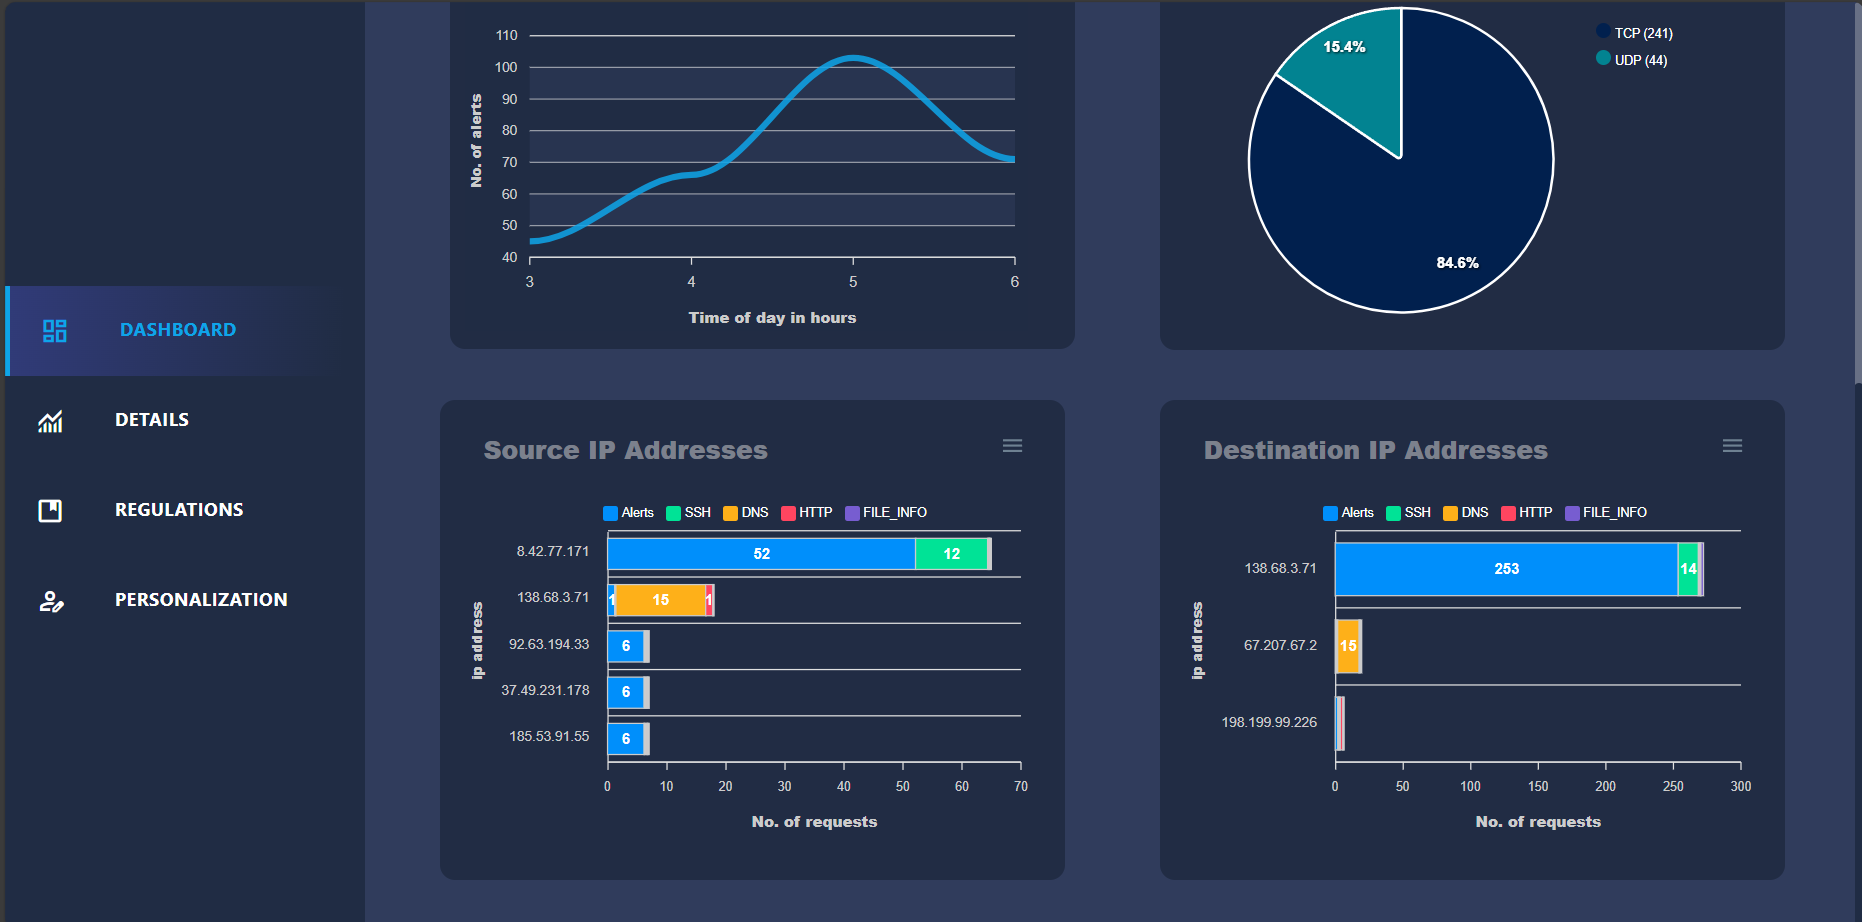 DASHBOARD
DETAILS
REGULATIONS
PERSONALIZATION
No. of alerts
110
100
90
80
70
60
50
40
3 4 5 6
Time of day in hours
15.4%
84.6%
TCP (241)
UDP (44)
Source IP Addresses
Alerts SSH DNS HTTP FILE_INFO
ip address
8.42.77.171 52 12
138.68.3.71 1 15 1
92.63.194.33 6
37.49.231.178 6
185.53.91.55 6
0 10 20 30 40 50 60 70
No. of requests
Destination IP Addresses
Alerts SSH DNS HTTP FILE_INFO
ip address
138.68.3.71 253 14
67.207.67.2 15
198.199.99.226
0 50 100 150 200 250 300
No. of requests